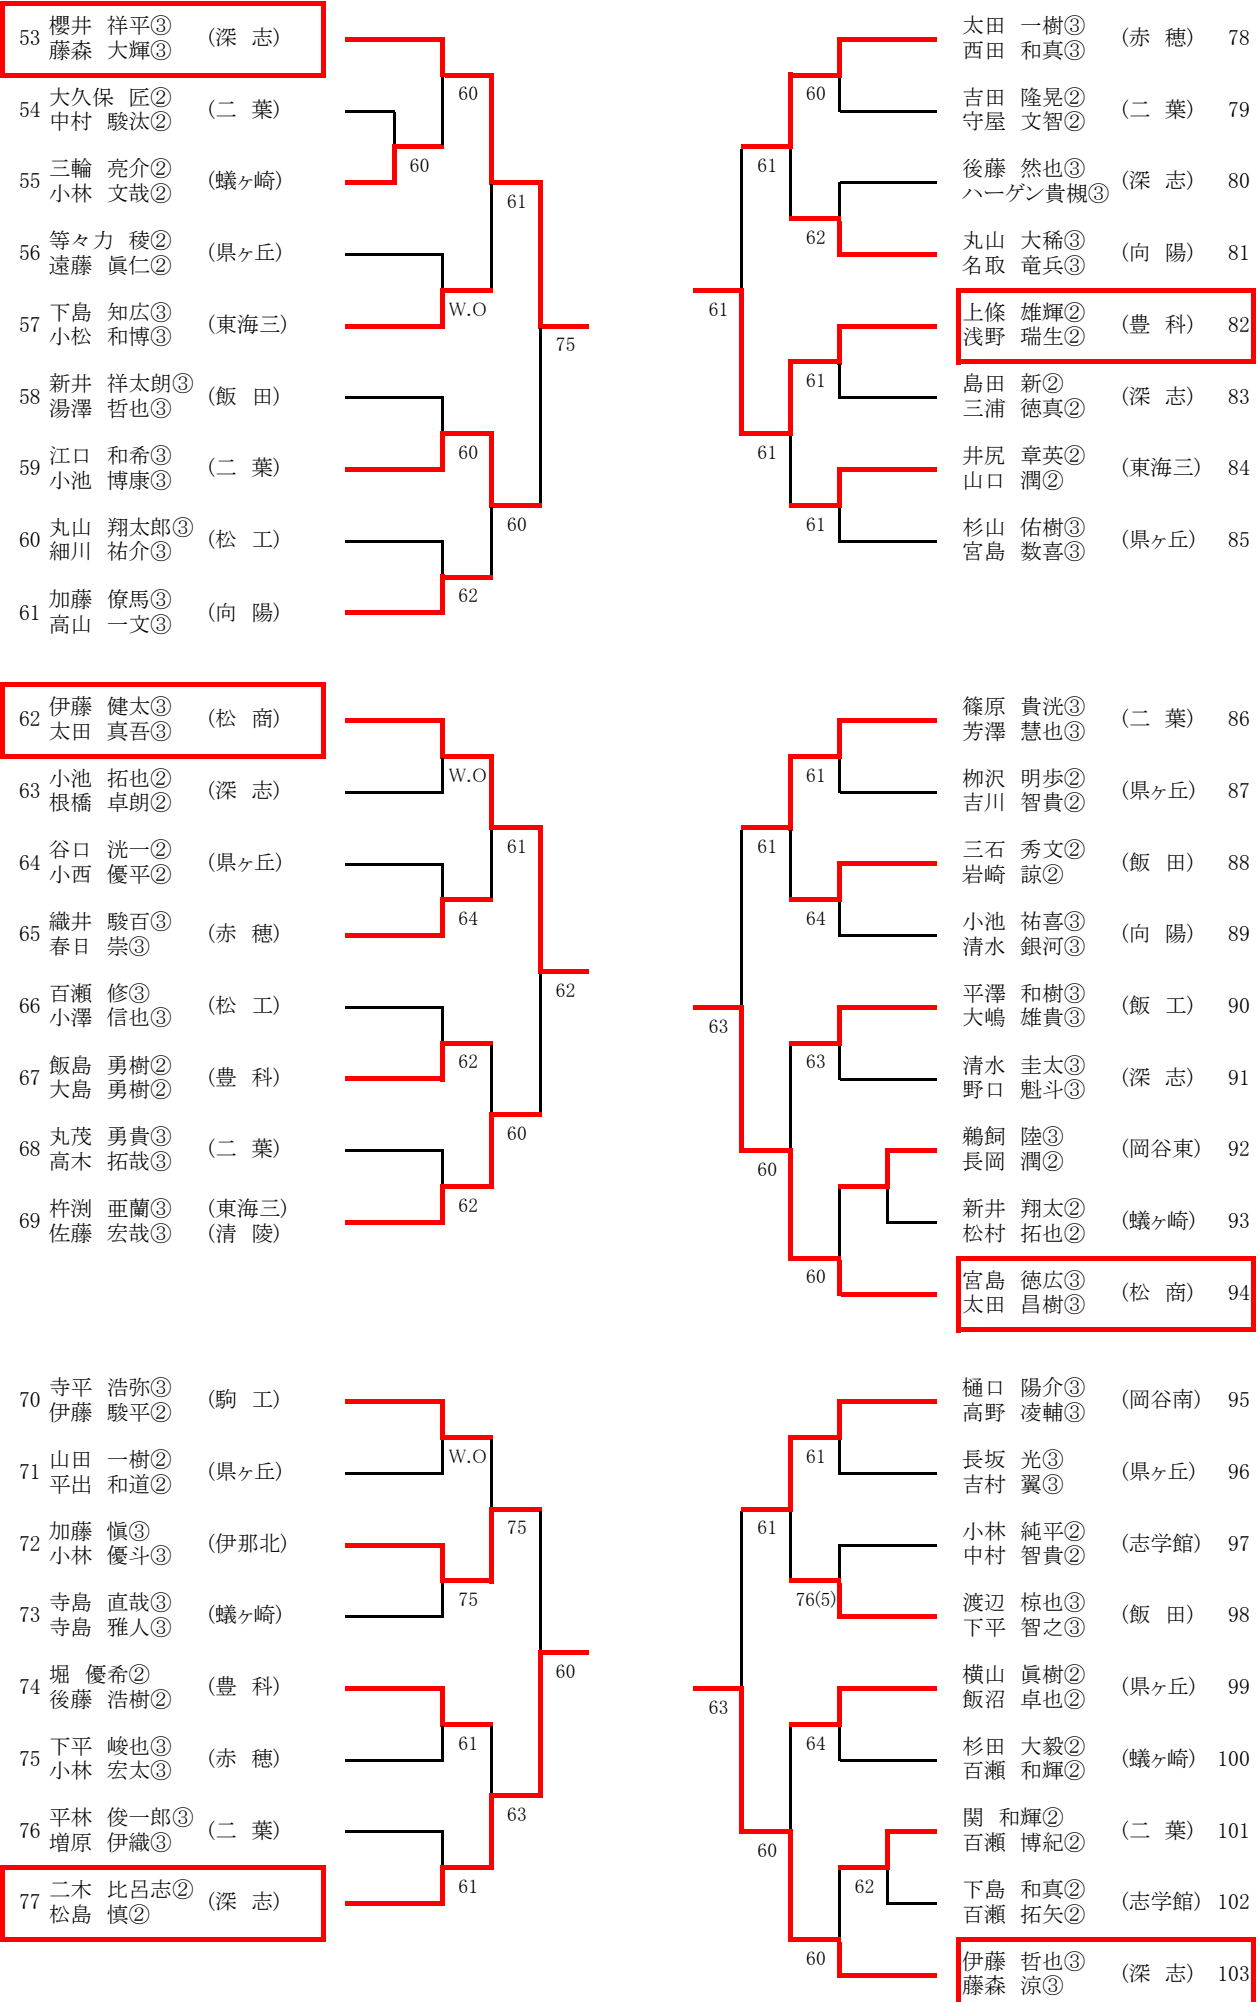 53 櫻井 祥平③ (深 志)
藤森 大輝③
54 大久保 匠② (二 葉)
中村 駿汰②
55 三輪 亮介② (蟻ヶ崎)
小林 文哉②
56 等々力 稜② (県ヶ丘)
遠藤 眞仁②
57 下島 知広③ (東海三)
小松 和博③
58 新井 祥太朗③ (飯 田)
湯澤 哲也③
59 江口 和希③ (二 葉)
小池 博康③
60 丸山 翔太郎③ (松 工)
細川 祐介③
61 加藤 僚馬③ (向 陽)
高山 一文③
60
60
W.O
60
62
61
60
75
太田 一樹③ (赤 穂) 78
西田 和真③
吉田 隆晃② (二 葉) 79
守屋 文智②
後藤 然也③ (深 志) 80
ハーゲン貴槻③
丸山 大稀③ (向 陽) 81
名取 竜兵③
上條 雄輝② (豊 科) 82
浅野 瑞生②
島田 新② (深 志) 83
三浦 徳真②
井尻 章英② (東海三) 84
山口 潤②
杉山 佑樹③ (県ヶ丘) 85
宮島 数喜③
60
62
61
61
61
61
61
62 伊藤 健太③ (松 商)
太田 真吾③
63 小池 拓也② (深 志)
根橋 卓朗②
64 谷口 洸一② (県ヶ丘)
小西 優平②
65 織井 駿百③ (赤 穂)
春日 崇③
66 百瀬 修③ (松 工)
小澤 信也③
67 飯島 勇樹② (豊 科)
大島 勇樹②
68 丸茂 勇貴③ (二 葉)
高木 拓哉③
69 杵渕 亜蘭③ (東海三)
佐藤 宏哉③ (清 陵)
W.O
64
62
62
61
60
62
篠原 貴洸③ (二 葉) 86
芳澤 慧也③
栁沢 明歩② (県ヶ丘) 87
吉川 智貴②
三石 秀文② (飯 田) 88
岩崎 諒②
小池 祐喜③ (向 陽) 89
清水 銀河③
平澤 和樹③ (飯 工) 90
大嶋 雄貴③
清水 圭太③ (深 志) 91
野口 魁斗③
鵜飼 陸③ (岡谷東) 92
長岡 潤②
新井 翔太② (蟻ヶ崎) 93
松村 拓也②
宮島 徳広③ (松 商) 94
太田 昌樹③
61
64
63
60
61
60
63
70 寺平 浩弥③ (駒 工)
伊藤 駿平②
71 山田 一樹② (県ヶ丘)
平出 和道②
72 加藤 愼③ (伊那北)
小林 優斗③
73 寺島 直哉③ (蟻ヶ崎)
寺島 雅人③
74 堀 優希② (豊 科)
後藤 浩樹②
75 下平 峻也③ (赤 穂)
小林 宏太③
76 平林 俊一郎③ (二 葉)
増原 伊織③
77 二木 比呂志② (深 志)
松島 慎②
W.O
75
61
61
75
63
60
樋口 陽介③ (岡谷南) 95
高野 凌輔③
長坂 光③ (県ヶ丘) 96
吉村 翼③
小林 純平② (志学館) 97
中村 智貴②
渡辺 椋也③ (飯 田) 98
下平 智之③
横山 眞樹② (県ヶ丘) 99
飯沼 卓也②
杉田 大毅② (蟻ヶ崎) 100
百瀬 和輝②
関 和輝② (二 葉) 101
百瀬 博紀②
下島 和真② (志学館) 102
百瀬 拓矢②
伊藤 哲也③ (深 志) 103
藤森 涼③
61
76(5)
64
62
60
61
60
63